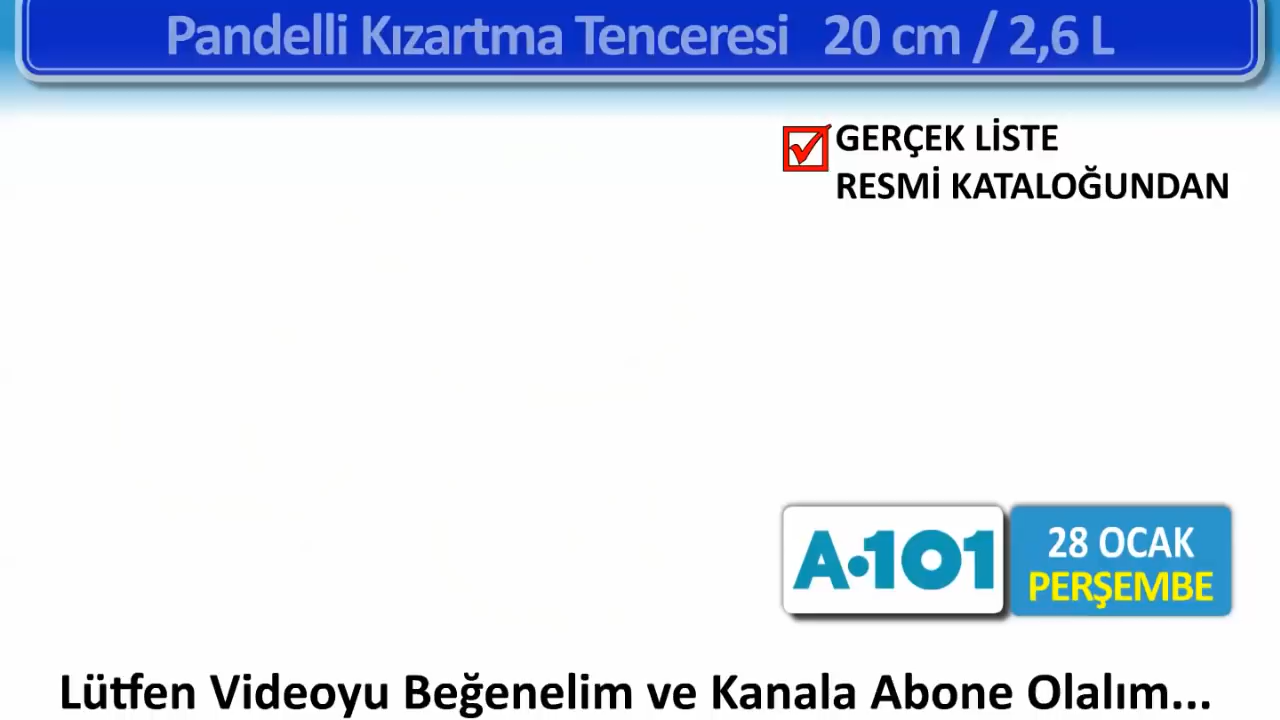 Pandelli Kızartma Tenceresi 20 cm / 2,6 L
GERÇEK LİSTE
RESMİ KATALOĞUNDAN
A101
28 OCAK
PERŞEMBE
Lütfen Videoyu Beğenelim ve Kanala Abone Olalım...